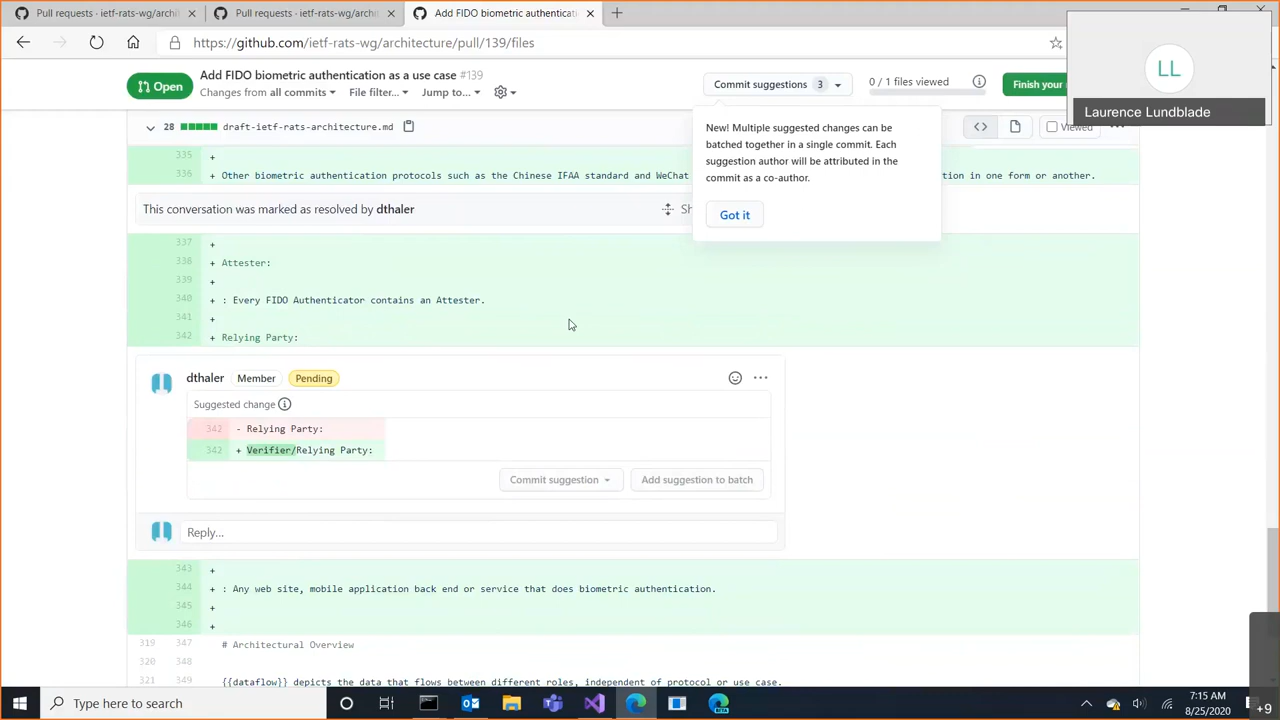 Pull requests · ietf-rats-wg/archite
Pull requests · ietf-rats-wg/archite
Add FIDO biometric authenticatio
https://github.com/ietf-rats-wg/architecture/pull/139/files
LL
Laurence Lundblade
Open
Add FIDO biometric authentication as a use case #139
Changes from all commits
File filter...
Jump to...
Commit suggestions 3
0 / 1 files viewed
Finish your
New! Multiple suggested changes can be
batched together in a single commit. Each
suggestion author will be attributed in the
commit as a co-author.
Got it
28 draft-ietf-rats-architecture.md
Viewed
335 +
336 + Other biometric authentication protocols such as the Chinese IFAA standard and WeChat
in one form or another.
This conversation was marked as resolved by dthaler
337 +
338 + Attester:
339 +
340 + : Every FIDO Authenticator contains an Attester.
341 +
342 + Relying Party:
dthaler Member Pending
Suggested change
342 - Relying Party:
342 + Verifier/Relying Party:
Commit suggestion
Add suggestion to batch
Reply...
343 +
344 + : Any web site, mobile application back end or service that does biometric authentication.
345 +
346 +
319 347 # Architectural Overview
320 348
321 349 {{dataflow}} depicts the data that flows between different roles, independent of protocol or use case.
Type here to search
7:15 AM
8/25/2020
+9